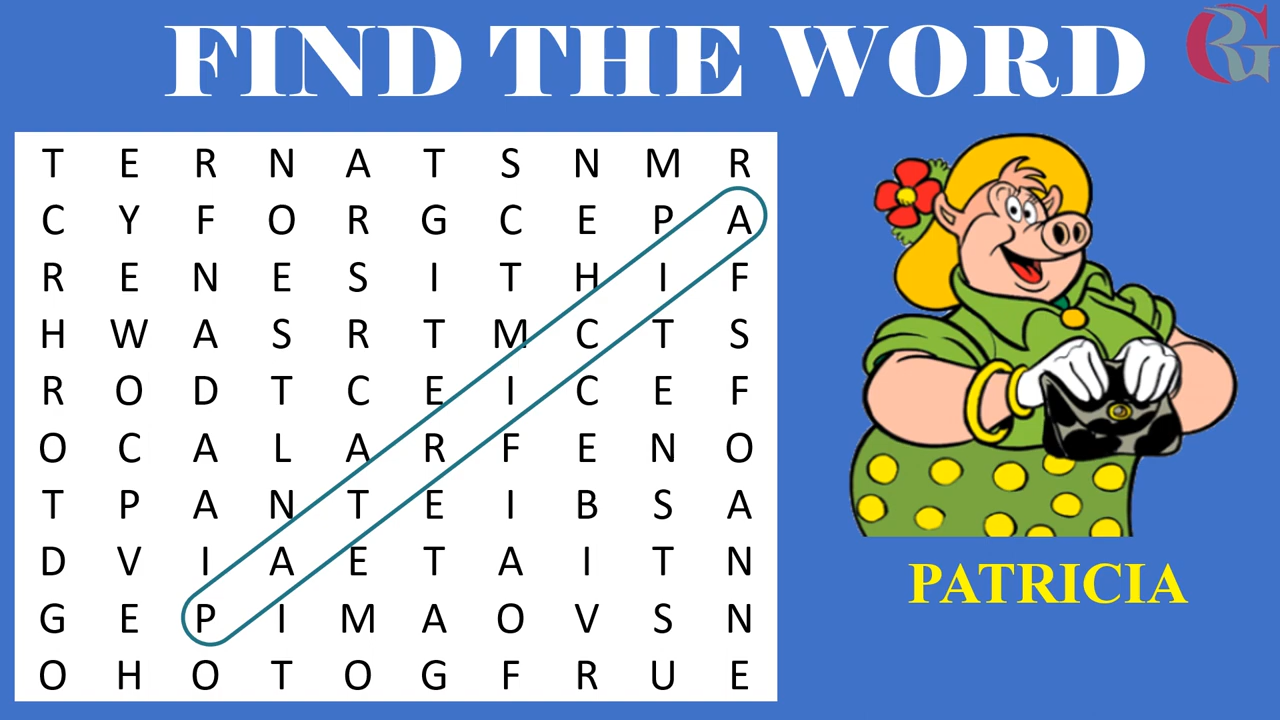 FIND THE WORD
T E R N A T S N M R
C Y F O R G C E P A
R E N E S I T H I F
H W A S R T M C T S
R O D T C E I C E F
O C A L A R F E N O
T P A N T E I B S A
D V I A E T A I T N
G E P I M A O V S N
O H O T O G F R U E
PATRICIA